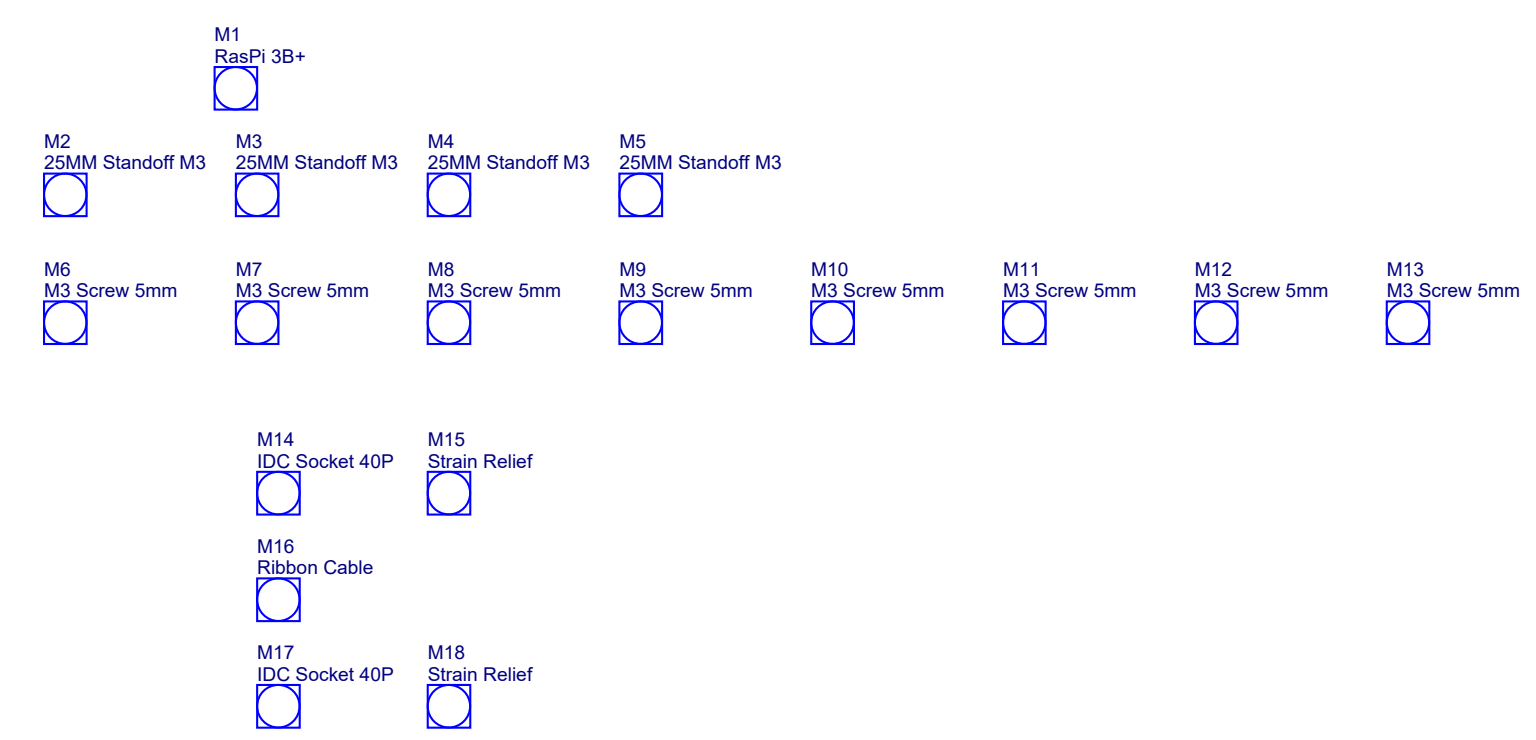 M1
RasPi 3B+
M2
25MM Standoff M3
M3
25MM Standoff M3
M4
25MM Standoff M3
M5
25MM Standoff M3
M6
M3 Screw 5mm
M7
M3 Screw 5mm
M8
M3 Screw 5mm
M9
M3 Screw 5mm
M10
M3 Screw 5mm
M11
M3 Screw 5mm
M12
M3 Screw 5mm
M13
M3 Screw 5mm
M14
IDC Socket 40P
M15
Strain Relief
M16
Ribbon Cable
M17
IDC Socket 40P
M18
Strain Relief